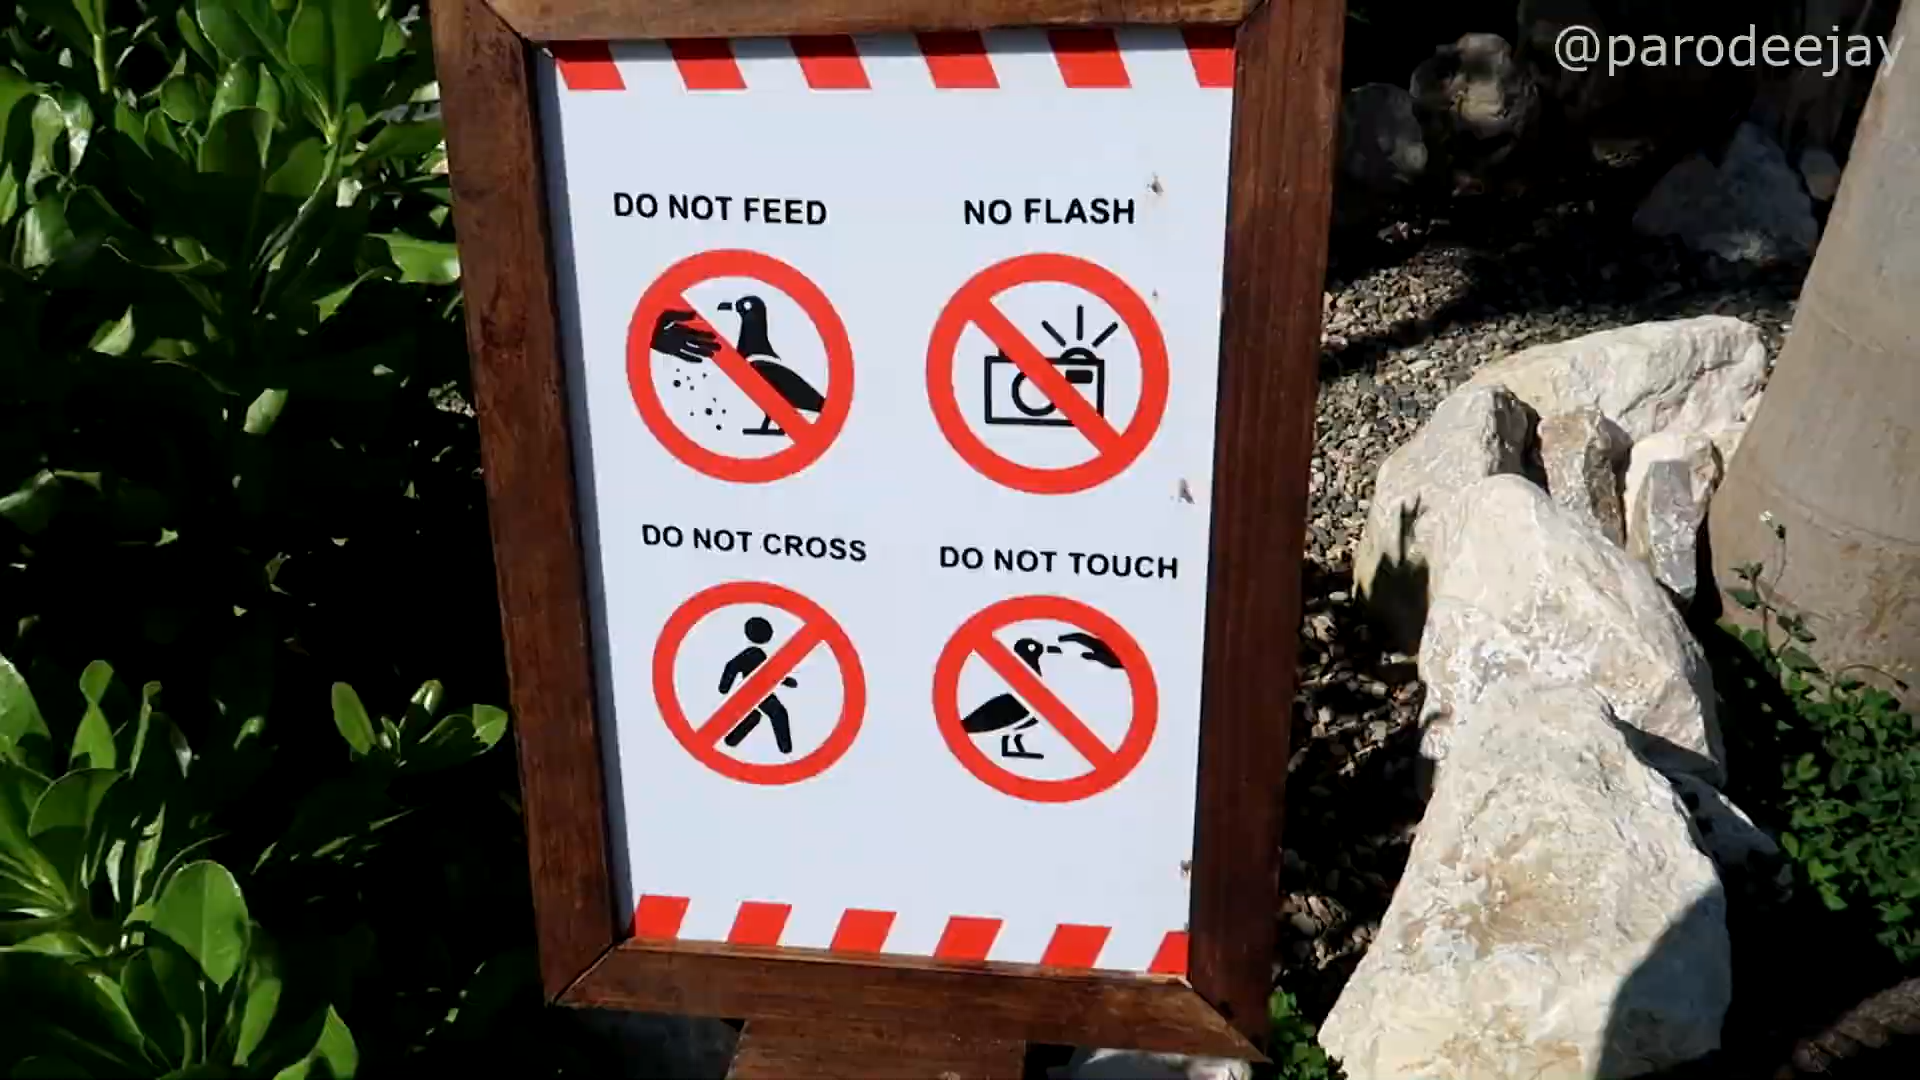 @parodeejay
DO NOT FEED
NO FLASH
DO NOT CROSS
DO NOT TOUCH